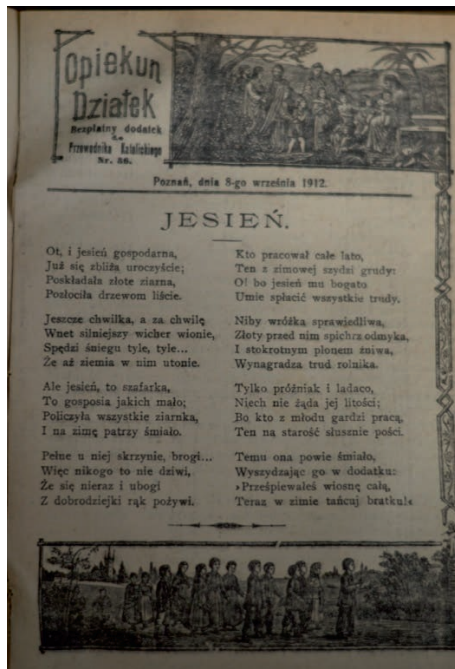 Opiekun
Działek
Bezpłatny dodatek
do
Przewodnika Katolickiego
Nr. 36.
Poznań, dnia 8-go września 1912.
JESIEŃ.
Ot, i jesień gospodarna,
Już się zbliża uroczyście;
Poskładała złote ziarna,
Pozłociła drzewom liście.
Jeszcze chwilka, a za chwilę
Wnet silniejszy wicher wionie,
Spędzi śniegu tyle, tyle...
Że aż ziemia w nim utonie.
Ale jesień, to szafarka,
To gosposia jakich mało;
Policzyła wszystkie ziarnka,
I na zimę patrzy śmiało.
Pełne u niej skrzynie, brogi...
Więc nikogo to nie dziwi,
Że się nieraz i ubogi
Z dobrodziejki rąk pożywi.
Kto pracował całe lato,
Ten z zimowej szydzi grudy:
O! bo jesień mu bogato
Umie spłacić wszystkie trudy.
Niby wróżka sprawiedliwa,
Złoty przed nim spichrz odmyka,
I stokrotnym plonem żniwa,
Wynagradza trud rolnika.
Tylko próżniak i ladaco,
Niech nie żąda jej litości;
Bo kto z młodu gardzi pracą,
Ten na starość słusznie pości.
Temu ona powie śmiało,
Wyszydzając go w dodatku:
›Prześpiewałeś wiosnę całą,
Teraz w zimie tańcuj bratku!‹